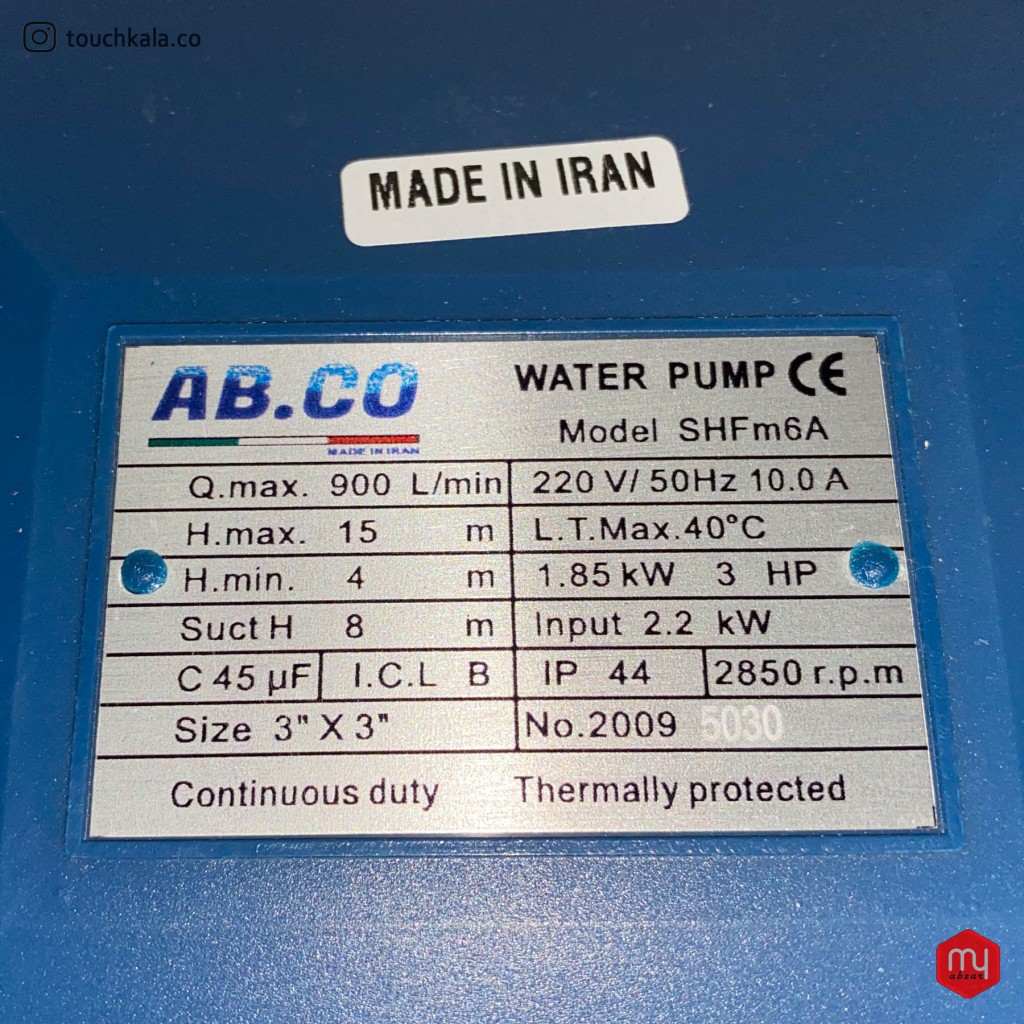 touchkala.co
MADE IN IRAN
AB.CO
MADE IN IRAN
WATER PUMP CE
Model SHFm6A
Q.max. 900 L/min 220 V/ 50Hz 10.0 A
H.max. 15 m L.T.Max.40°C
H.min. 4 m 1.85 kW 3 HP
Suct H 8 m Input 2.2 kW
C 45 µF I.C.L B IP 44 2850 r.p.m
Size 3" X 3" No.2009 5030
Continuous duty Thermally protected
my
abzar